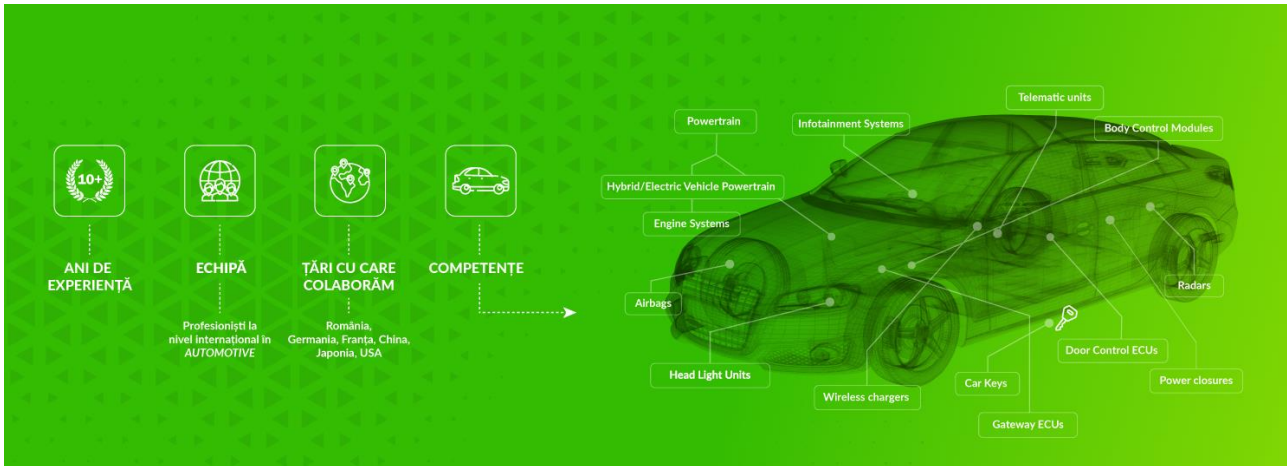 10+
ANI DE
EXPERIENȚĂ
ECHIPĂ
Profesioniști la
nivel internațional în
AUTOMOTIVE
ȚĂRI CU CARE
COLABORĂM
România,
Germania, Franța, China,
Japonia, USA
COMPETENȚE
Powertrain
Hybrid/Electric Vehicle Powertrain
Engine Systems
Infotainment Systems
Telematic units
Body Control Modules
Airbags
Head Light Units
Wireless chargers
Car Keys
Gateway ECUs
Door Control ECUs
Power closures
Radars